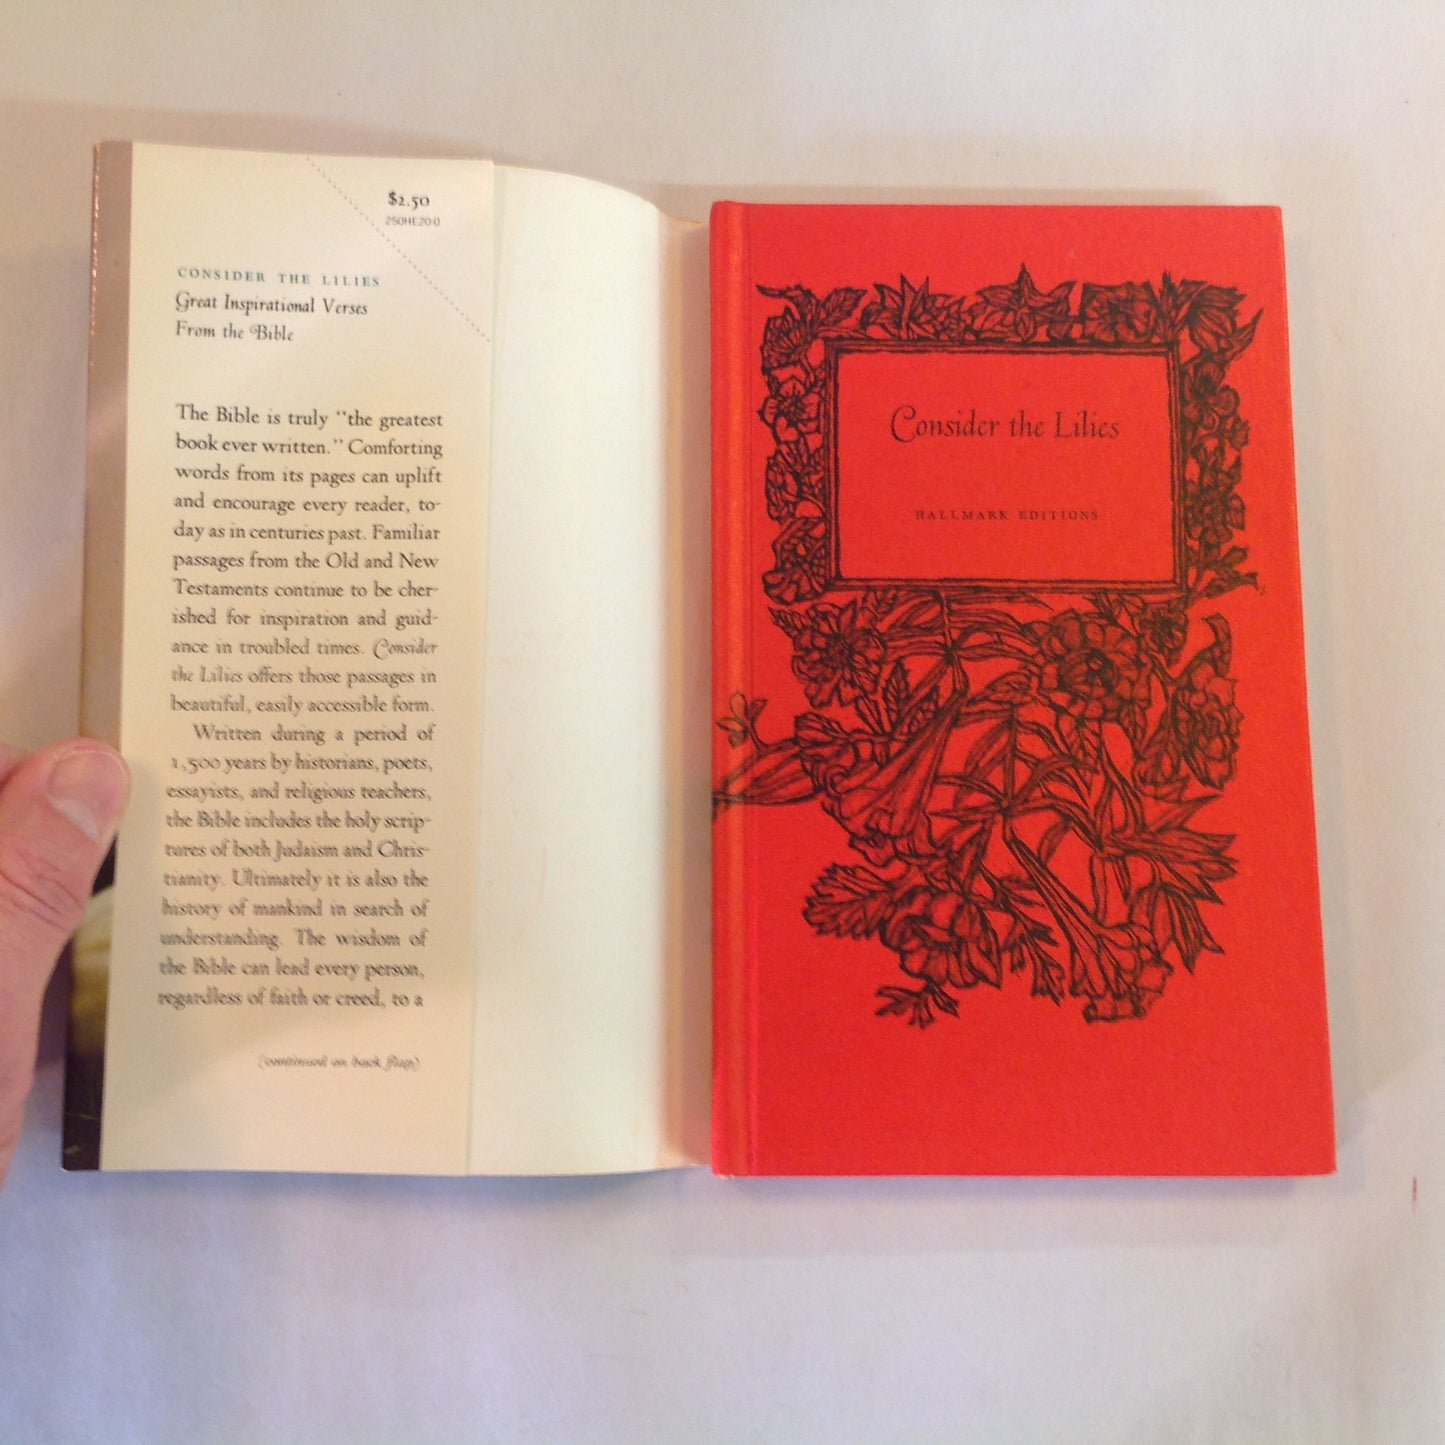 $2.50
250HE200
CONSIDER THE LILIES
Great Inspirational Verses
From the Bible
The Bible is truly “the greatest
book ever written.” Comforting
words from its pages can uplift
and encourage every reader, to-
day as in centuries past. Familiar
passages from the Old and New
Testaments continue to be cher-
ished for inspiration and guid-
ance in troubled times. Consider
the Lilies offers those passages in
beautiful, easily accessible form.
Written during a period of
1,500 years by historians, poets,
essayists, and religious teachers,
the Bible includes the holy scrip-
tures of both Judaism and Chris-
tianity. Ultimately it is also the
history of mankind in search of
understanding. The wisdom of
the Bible can lead every person,
regardless of faith or creed, to a
(continued on back flap)
Consider the Lilies
HALLMARK EDITIONS